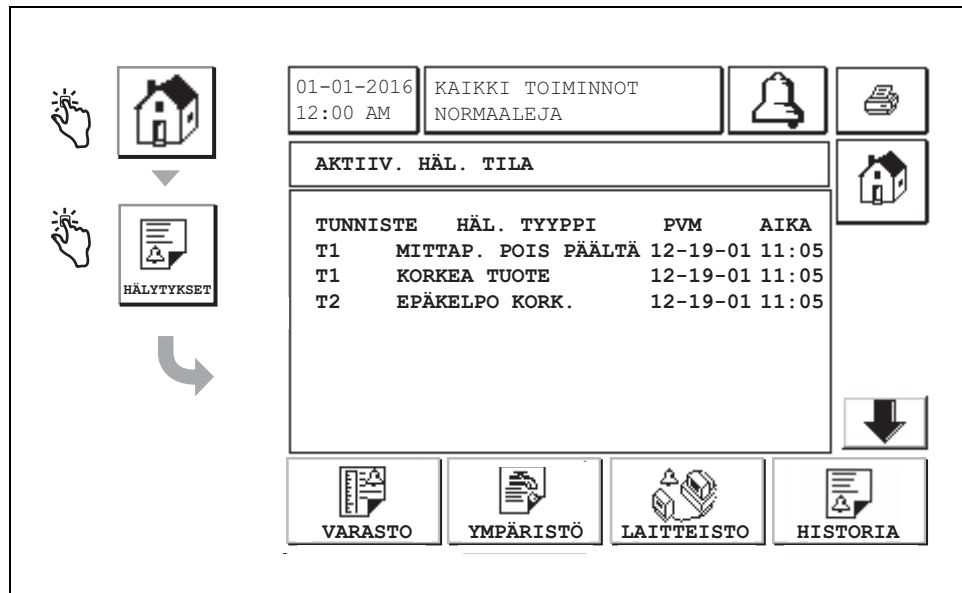 01-01-2016
12:00 AM
KAIKKI TOIMINNOT
NORMAALEJA
AKTIIV. HÄL. TILA
TUNNISTE HÄL. TYYPPI PVM AIKA
T1 MITTAP. POIS PÄÄLTÄ 12-19-01 11:05
T1 KORKEA TUOTE 12-19-01 11:05
T2 EPÄKELPO KORK. 12-19-01 11:05
HÄLYTYKSET
VARASTO
YMPÄRISTÖ
LAITTEISTO
HISTORIA